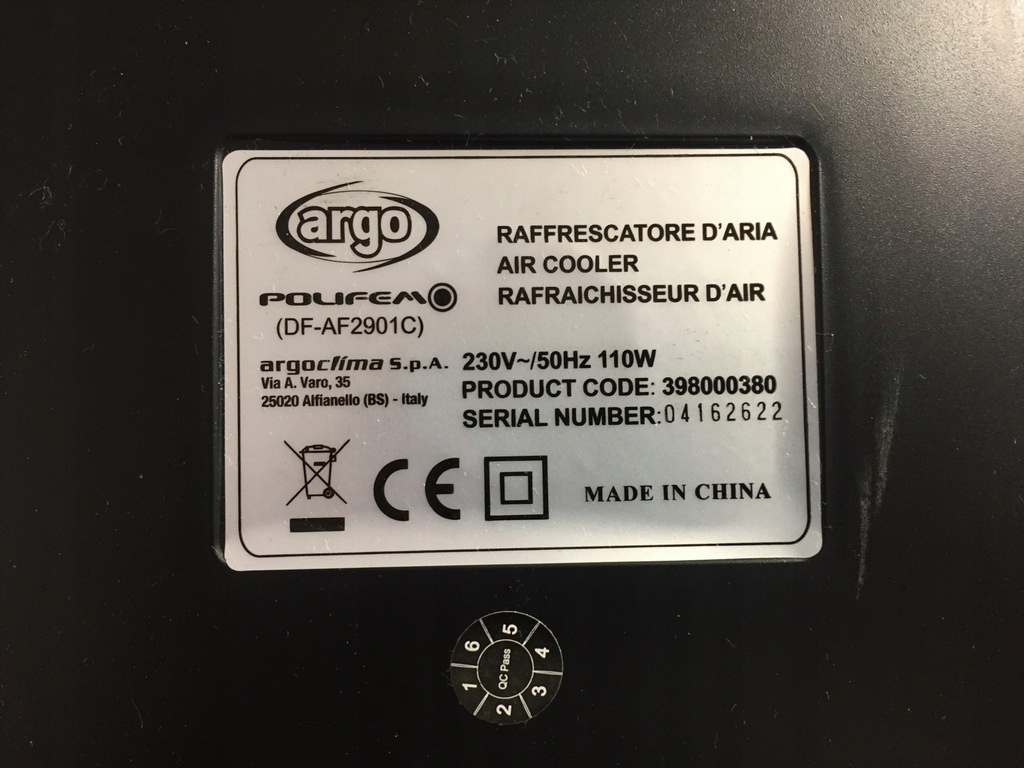 argo
POLIFEMO
(DF-AF2901C)
argoclima S.p.A.
Via A. Varo, 35
25020 Alfianello (BS) - Italy
RAFFRESCATORE D'ARIA
AIR COOLER
RAFRAICHISSEUR D'AIR
230V~/50Hz 110W
PRODUCT CODE: 398000380
SERIAL NUMBER:04162622
CE
MADE IN CHINA
QC Pass
1
2
3
4
5
6